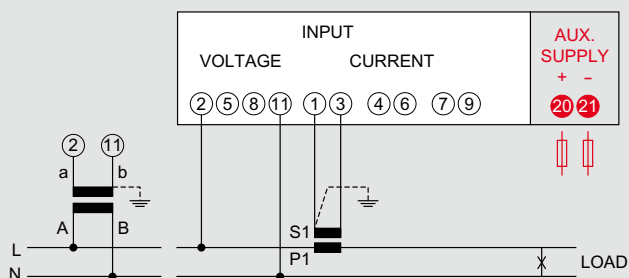 INPUT
VOLTAGE CURRENT
AUX.
SUPPLY
+ −
2 5 8 11 1 3 4 6 7 9
20 21
2 11
a b
A B
S1
P1
L
N
LOAD